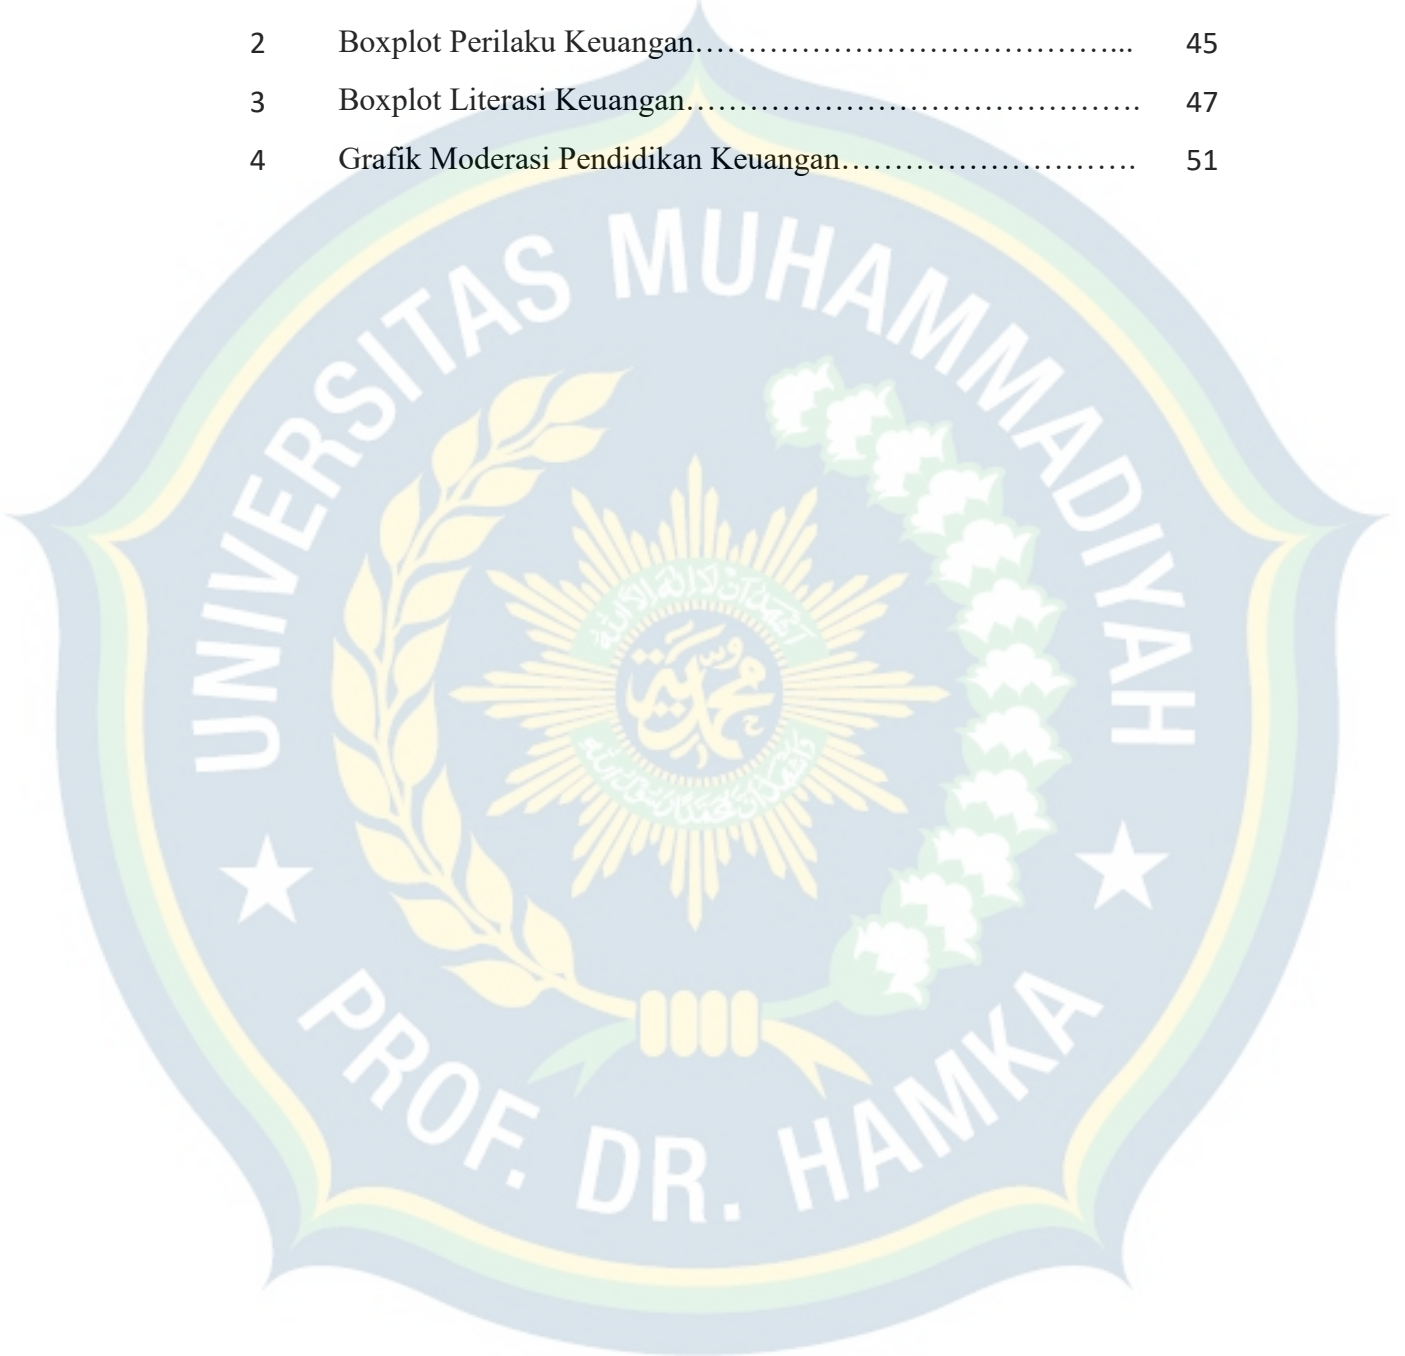 2 Boxplot Perilaku Keuangan…………………………………... 45
3 Boxplot Literasi Keuangan……………………………………. 47
4 Grafik Moderasi Pendidikan Keuangan………………………. 51
UNIVERSITAS MUHAMMADIYAH
PROF. DR. HAMKA